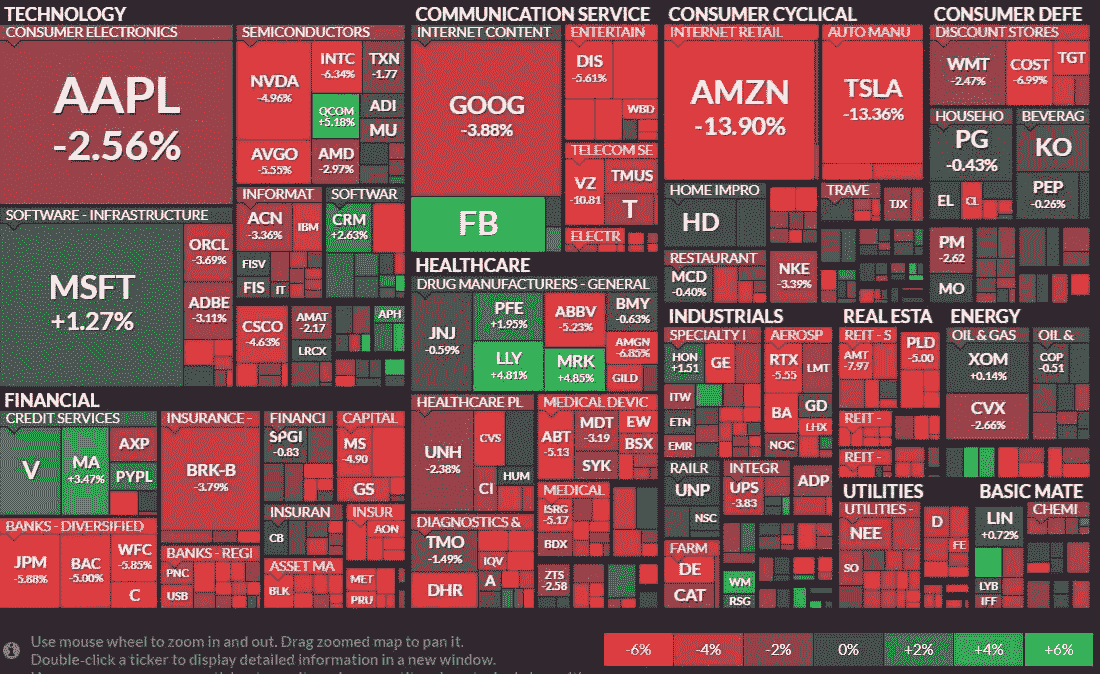 TECHNOLOGY
CONSUMER ELECTRONICS
AAPL
-2.56%
SEMICONDUCTORS
NVDA
-4.96%
INTC
-6.34%
TXN
-1.77
QCOM
+5.18%
ADI
MU
AVGO
-5.55%
AMD
-2.97%
SOFTWARE - INFRASTRUCTURE
MSFT
+1.27%
ORCL
-3.69%
ADBE
-3.11%
INFORMAT
ACN
-3.36%
IBM
FISV
FIS
IT
SOFTWAR
CRM
+2.63%
CSCO
-4.63%
AMAT
-2.17
LRCX
APH
FINANCIAL
CREDIT SERVICES
V
MA
+3.47%
AXP
PYPL
INSURANCE -
BRK-B
-3.79%
FINANCI
SPGI
-0.83
CAPITAL
MS
-4.90
GS
BANKS - DIVERSIFIED
JPM
-5.88%
BAC
-5.00%
WFC
-5.85%
C
BANKS - REGI
PNC
USB
INSURAN
CB
INSUR
AON
ASSET MA
BLK
MET
PRU
COMMUNICATION SERVICE
INTERNET CONTENT
GOOG
-3.88%
FB
ENTERTAIN
DIS
-5.61%
WBD
TELECOM SE
VZ
-10.81
TMUS
T
ELECTR
HEALTHCARE
DRUG MANUFACTURERS - GENERAL
JNJ
-0.59%
PFE
+1.95%
ABBV
-5.23%
BMY
-0.63%
LLY
+4.81%
MRK
+4.85%
AMGN
-6.85%
GILD
HEALTHCARE PL
UNH
-2.38%
CVS
CI
HUM
MEDICAL DEVIC
ABT
-5.13
MDT
-3.19
EW
BSX
SYK
DIAGNOSTICS &
TMO
-1.49%
IQV
DHR
A
MEDICAL
ISRG
-5.17
BDX
ZTS
-2.58
CONSUMER CYCLICAL
INTERNET RETAIL
AMZN
-13.90%
AUTO MANU
TSLA
-13.36%
HOME IMPRO
HD
TRAVE
TJX
RESTAURANT
MCD
-0.40%
NKE
-3.39%
CONSUMER DEFE
DISCOUNT STORES
WMT
-2.47%
COST
-6.99%
TGT
HOUSEHO
PG
-0.43%
EL
CL
BEVERAG
KO
PEP
-0.26%
PM
-2.62
MO
INDUSTRIALS
SPECIALTY I
HON
+1.51
GE
ITW
ETN
EMR
AEROSP
RTX
-5.55
LMT
BA
GD
LHX
NOC
RAILR
UNP
NSC
INTEGR
UPS
-3.83
ADP
FARM
DE
CAT
WM
RSG
REAL ESTA
REIT - S
AMT
-7.97
PLD
-5.00
REIT -
REIT -
ENERGY
OIL & GAS
XOM
+0.14%
CVX
-2.66%
OIL &
COP
-0.51
UTILITIES
UTILITIES -
NEE
SO
D
FE
BASIC MATE
LIN
+0.72%
CHEMI
LYB
IFF
Use mouse wheel to zoom in and out. Drag zoomed map to pan it.
Double-click a ticker to display detailed information in a new window.
-6%
-4%
-2%
0%
+2%
+4%
+6%